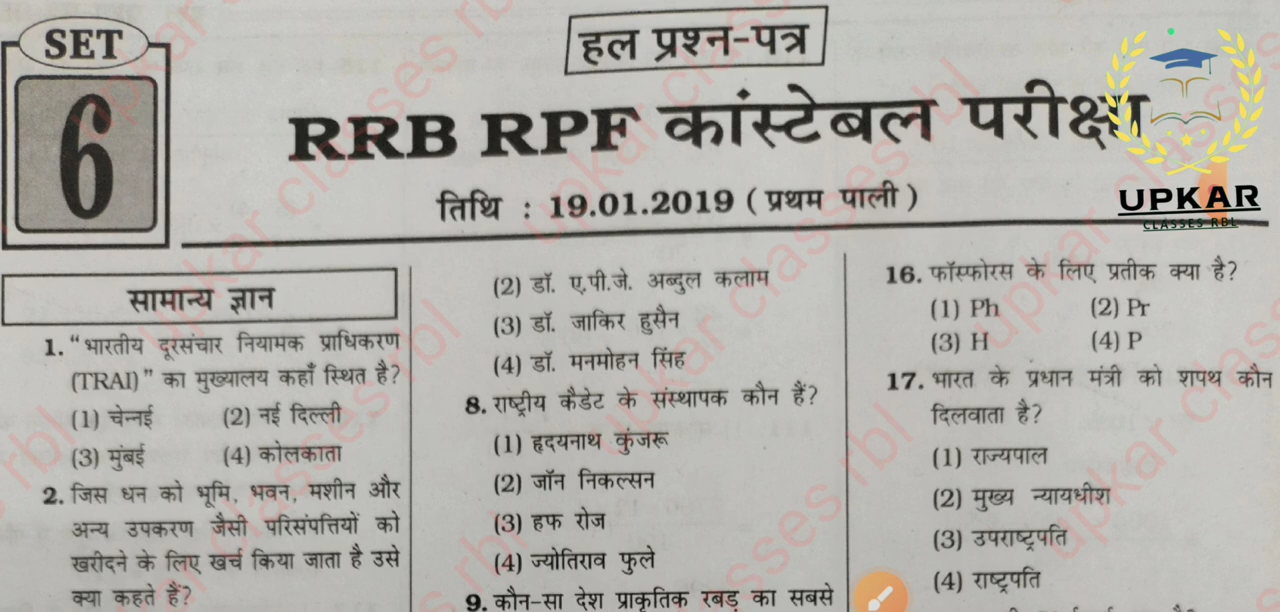 SET
6
हल प्रश्न-पत्र
RRB RPF कांस्टेबल परीक्षा
तिथि : 19.01.2019 ( प्रथम पाली )
UPKAR
CLASSES RBL
सामान्य ज्ञान
1. “भारतीय दूरसंचार नियामक प्राधिकरण
(TRAI)” का मुख्यालय कहाँ स्थित है?
(1) चेन्नई (2) नई दिल्ली
(3) मुंबई (4) कोलकाता
2. जिस धन को भूमि, भवन, मशीन और
अन्य उपकरण जैसी परिसंपत्तियों को
खरीदने के लिए खर्च किया जाता है उसे
क्या कहते हैं?
(2) डॉ. ए.पी.जे. अब्दुल कलाम
(3) डॉ. जाकिर हुसैन
(4) डॉ. मनमोहन सिंह
8. राष्ट्रीय कैडेट के संस्थापक कौन हैं?
(1) हृदयनाथ कुंजरू
(2) जॉन निकल्सन
(3) हफ रोज
(4) ज्योतिराव फुले
9. कौन-सा देश प्राकृतिक रबड़ का सबसे
16. फॉस्फोरस के लिए प्रतीक क्या है?
(1) Ph (2) Pr
(3) H (4) P
17. भारत के प्रधान मंत्री को शपथ कौन
दिलवाता है?
(1) राज्यपाल
(2) मुख्य न्यायधीश
(3) उपराष्ट्रपति
(4) राष्ट्रपति
upkar classes rbl